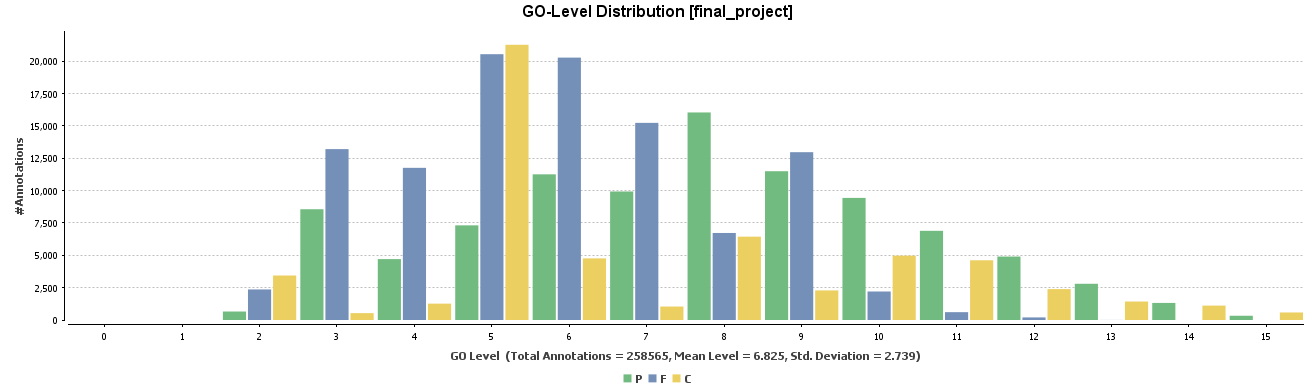 GO-Level Distribution [final_project]
#Annotations
20,000
17,500
15,000
12,500
10,000
7,500
5,000
2,500
0
0 1 2 3 4 5 6 7 8 9 10 11 12 13 14 15
GO Level (Total Annotations = 258565, Mean Level = 6.825, Std. Deviation = 2.739)
P F C